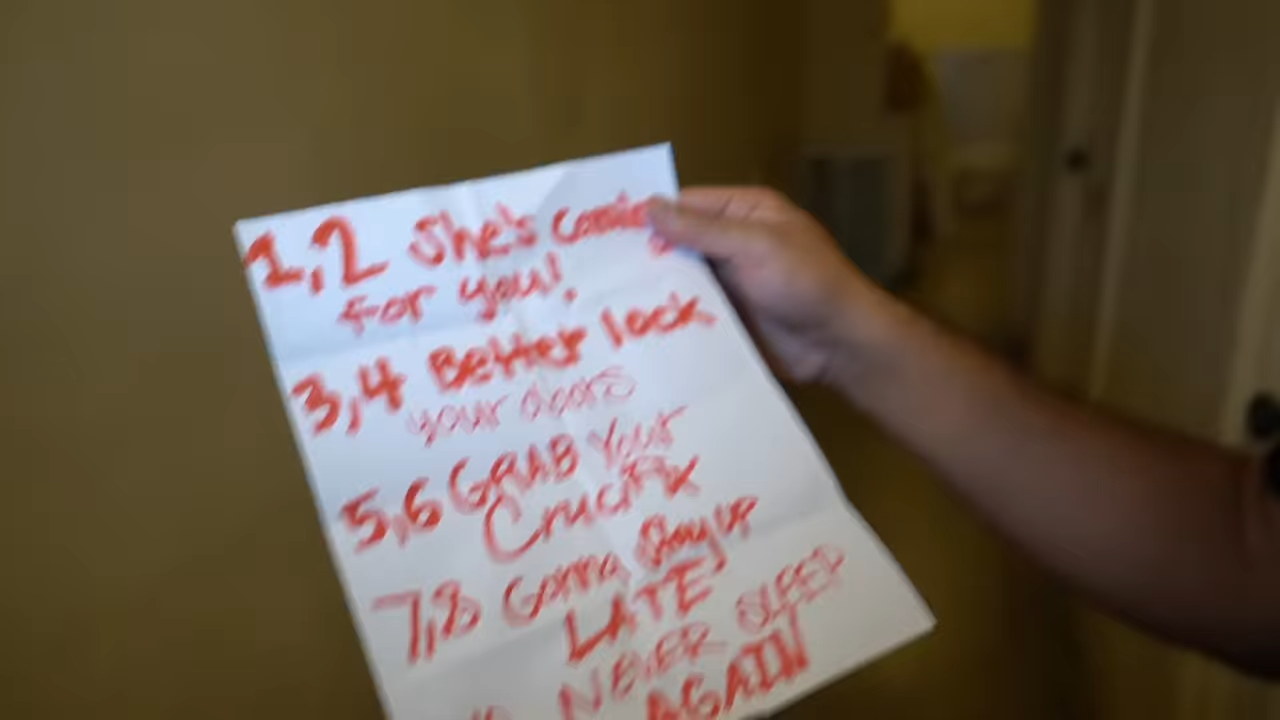 1,2 She's coming
for you!
3,4 Better lock
your doors
5,6 GRAB Your
Crucifix
7,8 Gonna Stay up
LATE
NEVER SLEEP
AGAIN